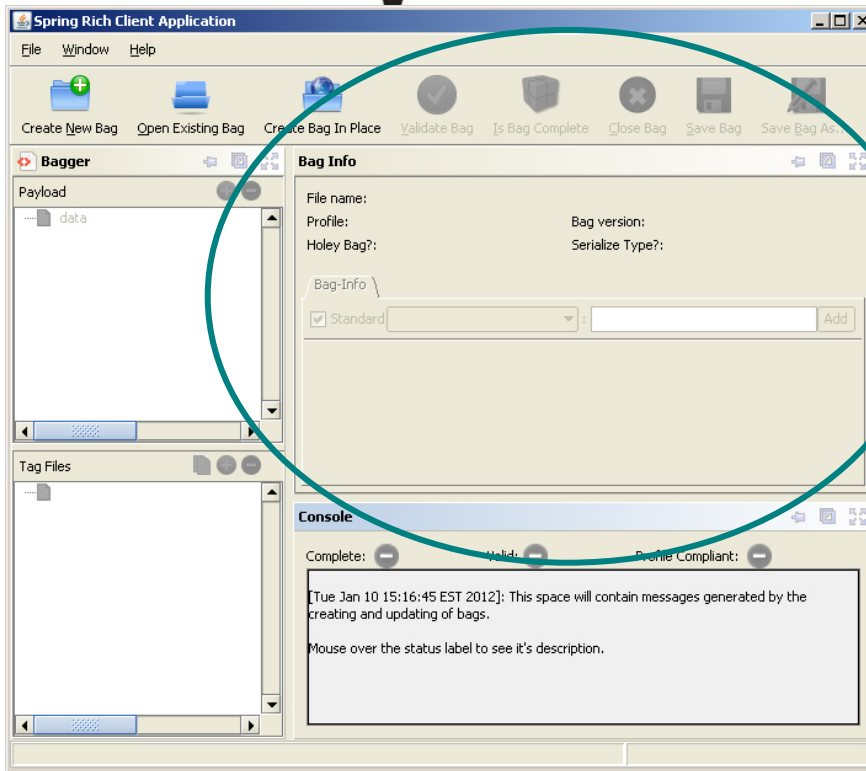 Spring Rich Client Application
File Window Help
Create New Bag Open Existing Bag Create Bag In Place Validate Bag Is Bag Complete Close Bag Save Bag Save Bag As...
Bagger
Payload
data
Tag Files
Bag Info
File name:
Profile: Bag version:
Holey Bag?: Serialize Type?:
Bag-Info
Standard : Add
Console
Complete: Valid: Profile Compliant:
[Tue Jan 10 15:16:45 EST 2012]: This space will contain messages generated by the
creating and updating of bags.
Mouse over the status label to see it's description.